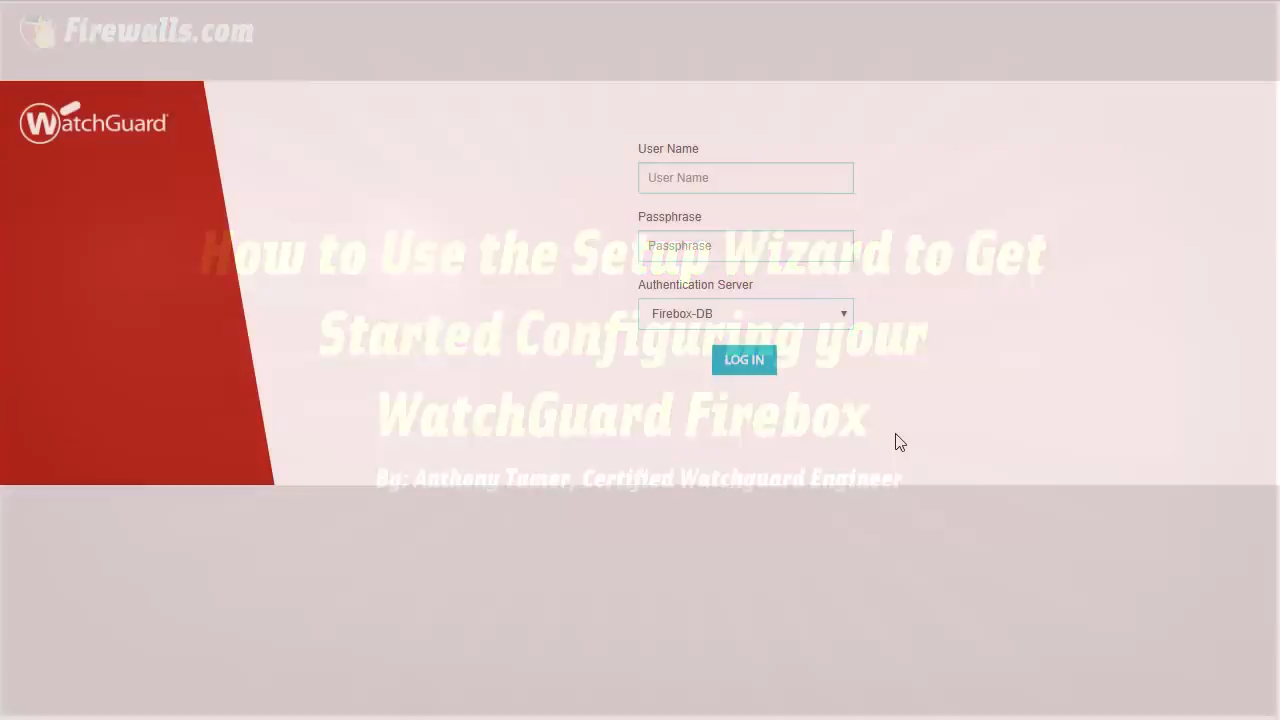 Firewalls.com
WatchGuard
User Name
User Name
Passphrase
Passphrase
Authentication Server
Firebox-DB
LOG IN
How to Use the Setup Wizard to Get
Started Configuring your
WatchGuard Firebox
By: Anthony Tamer, Certified Watchguard Engineer